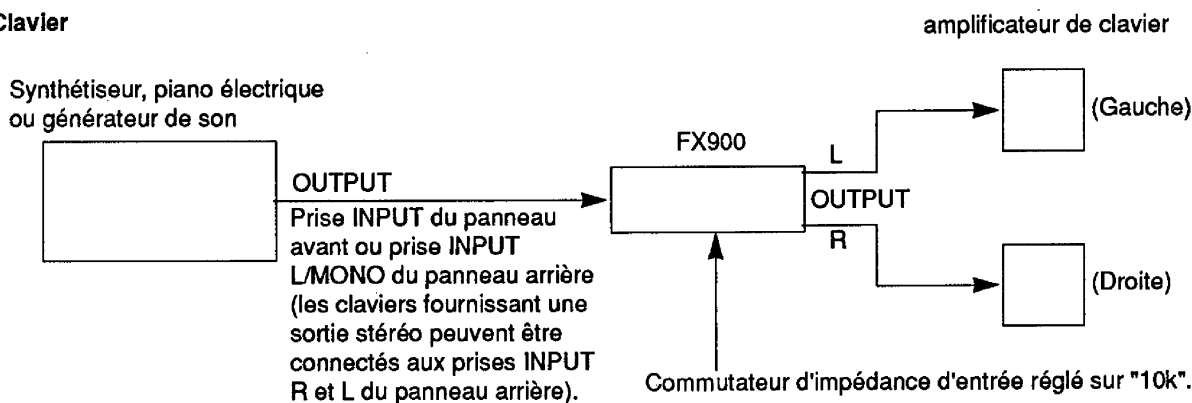 Clavier
amplificateur de clavier
Synthétiseur, piano électrique
ou générateur de son
(Gauche)
FX900
L
OUTPUT
OUTPUT
R
Prise INPUT du panneau
avant ou prise INPUT
L/MONO du panneau arrière
(les claviers fournissant une
sortie stéréo peuvent être
connectés aux prises INPUT
R et L du panneau arrière).
(Droite)
Commutateur d'impédance d'entrée réglé sur "10k".